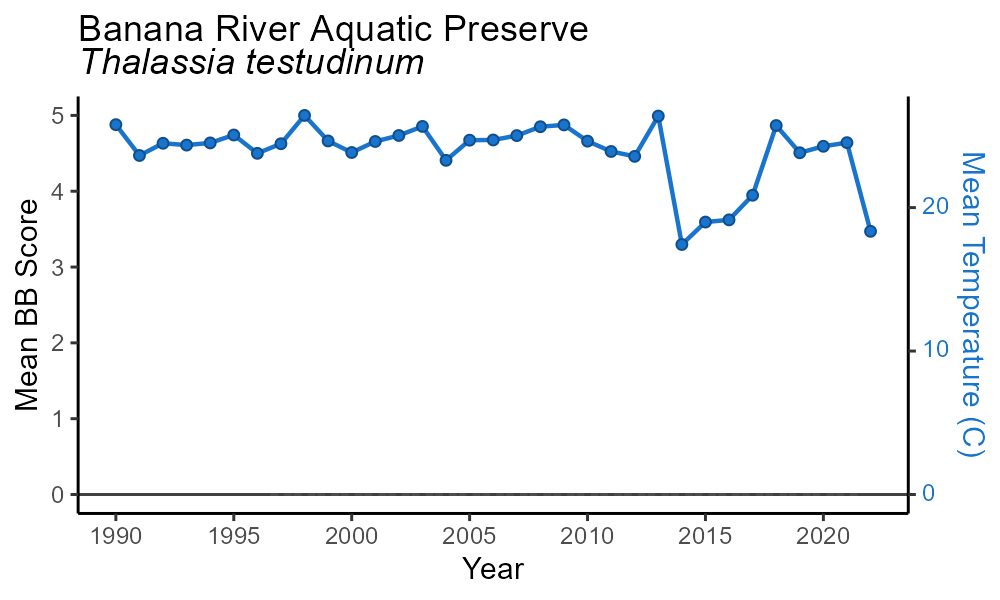 Banana River Aquatic Preserve
Thalassia testudinum
Mean BB Score
5
4
3
2
1
0
20
10
0
Mean Temperature (C)
1990 1995 2000 2005 2010 2015 2020
Year